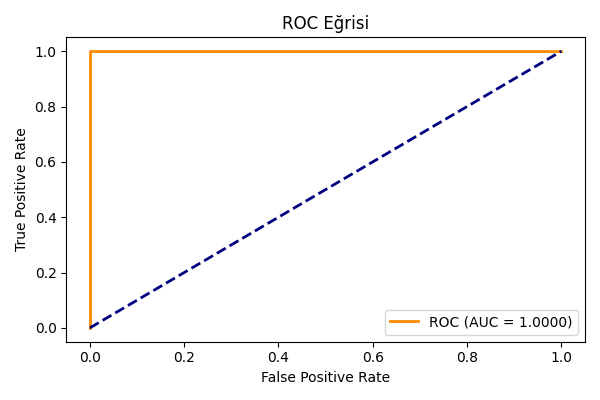 ROC Eğrisi
True Positive Rate
1.0
0.8
0.6
0.4
0.2
0.0
ROC (AUC = 1.0000)
0.0 0.2 0.4 0.6 0.8 1.0
False Positive Rate